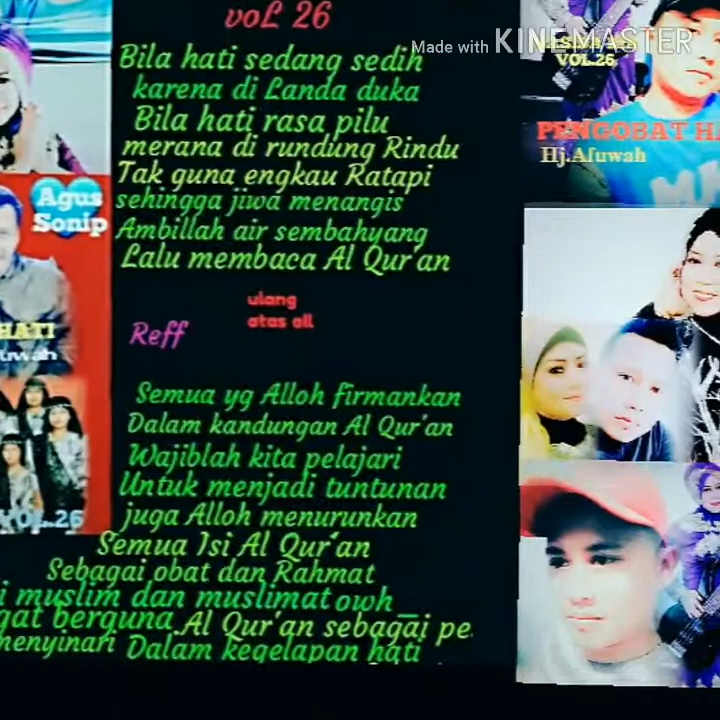 voL 26
Made with KINEMASTER
Bila hati sedang sedih
karena di Landa duka
Bila hati rasa pilu
merana di rundung Rindu
Tak guna engkau Ratapi
sehingga jiwa menangis
Ambillah air sembahyang
Lalu membaca Al Qur'an
ulang
atas all
Reff
Semua yg Alloh firmankan
Dalam kandungan Al Qur'an
Wajiblah kita pelajari
Untuk menjadi tuntunan
juga Alloh menurunkan
Semua Isi Al Qur'an
Sebagai obat dan Rahmat
i muslim dan muslimat owh _
gat berguna.Al Qur'an sebagai pe
menyinari Dalam kegelapan hati
Agus
Sonip
HATI
uwah
VOL.26
VOL.26
PENGOBAT HA
Hj.Afuwah